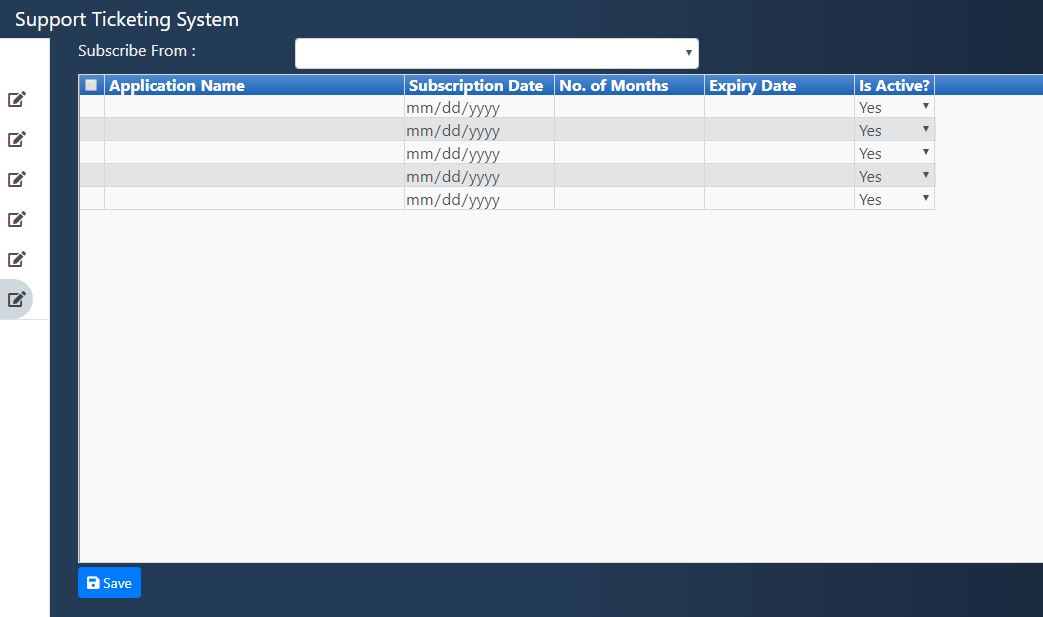 Support Ticketing System
Subscribe From :
Application Name Subscription Date No. of Months Expiry Date Is Active?
mm/dd/yyyy Yes
mm/dd/yyyy Yes
mm/dd/yyyy Yes
mm/dd/yyyy Yes
mm/dd/yyyy Yes
Save